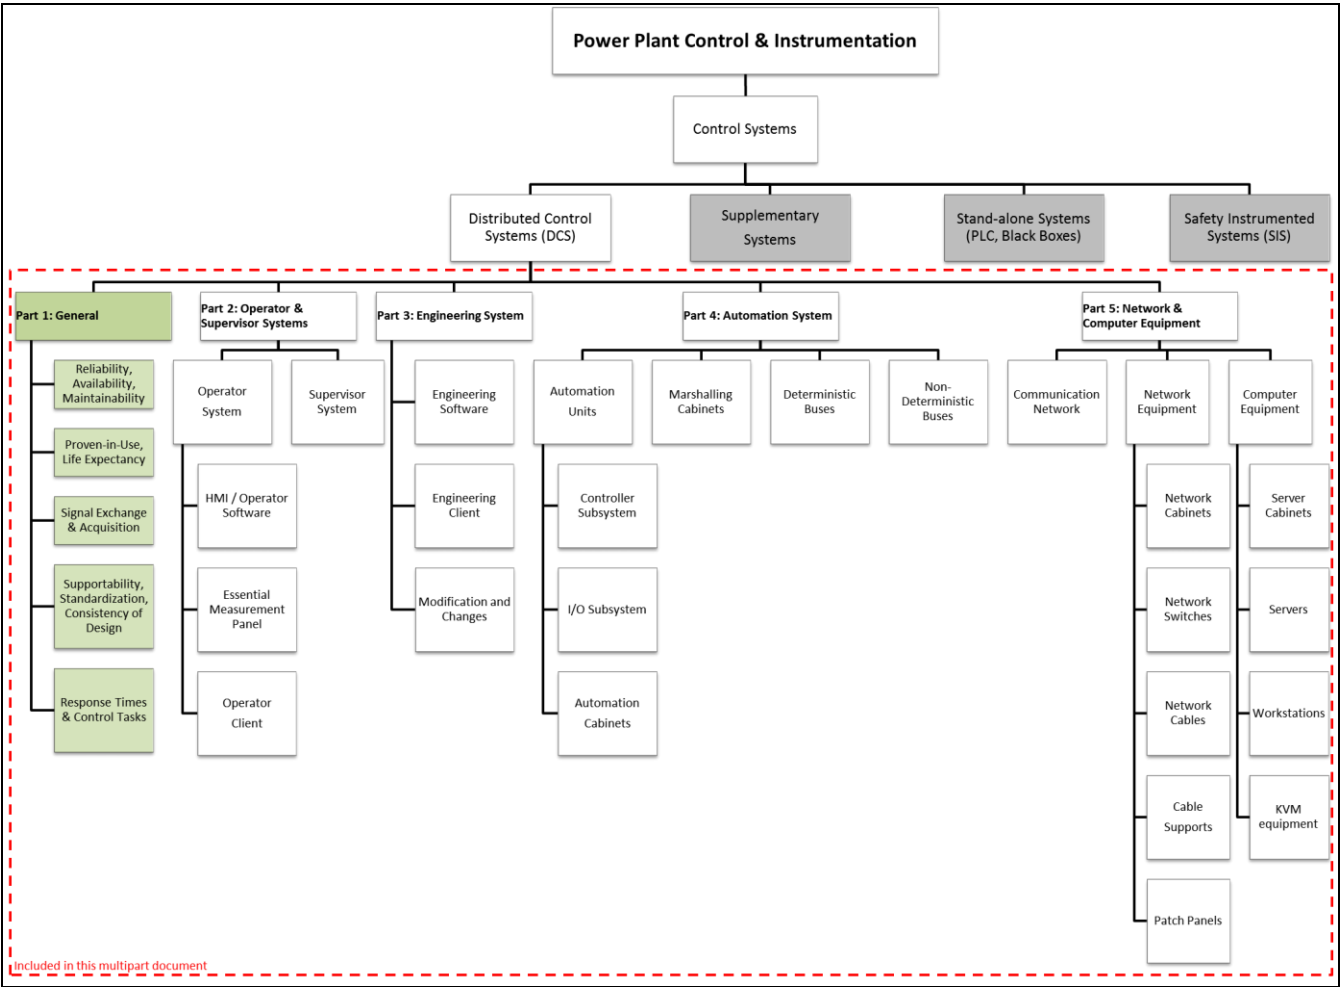 Power Plant Control & Instrumentation
Control Systems
Distributed Control
Systems (DCS)
Supplementary
Systems
Stand-alone Systems
(PLC, Black Boxes)
Safety Instrumented
Systems (SIS)
Part 1: General
Reliability,
Availability,
Maintainability
Proven-in-Use,
Life Expectancy
Signal Exchange
& Acquisition
Supportability,
Standardization,
Consistency of
Design
Response Times
& Control Tasks
Part 2: Operator &
Supervisor Systems
Operator
System
Supervisor
System
HMI / Operator
Software
Essential
Measurement
Panel
Operator
Client
Part 3: Engineering System
Engineering
Software
Engineering
Client
Modification and
Changes
Part 4: Automation System
Automation
Units
Marshalling
Cabinets
Deterministic
Buses
Non-
Deterministic
Buses
Controller
Subsystem
I/O Subsystem
Automation
Cabinets
Part 5: Network &
Computer Equipment
Communication
Network
Network
Equipment
Computer
Equipment
Network
Cabinets
Network
Switches
Network
Cables
Cable
Supports
Patch Panels
Server
Cabinets
Servers
Workstations
KVM
equipment
Included in this multipart document